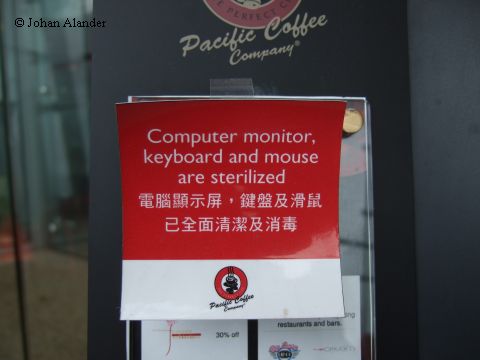 © Johan Alander
PERFECT
Pacific Coffee
Company®
Computer monitor,
keyboard and mouse
are sterilized
電腦顯示屏，鍵盤及滑鼠
已全面清潔及消毒
Pacific Coffee
Company®
30% off
restaurants and bars.